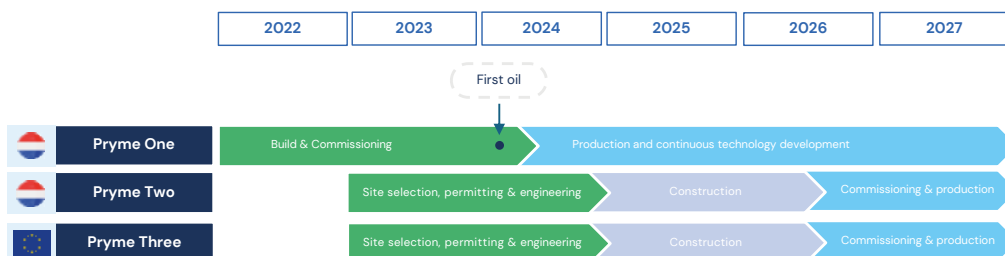 2022 2023 2024 2025 2026 2027
First oil
Pryme One Build & Commissioning Production and continuous technology development
Pryme Two Site selection, permitting & engineering Construction Commissioning & production
Pryme Three Site selection, permitting & engineering Construction Commissioning & production